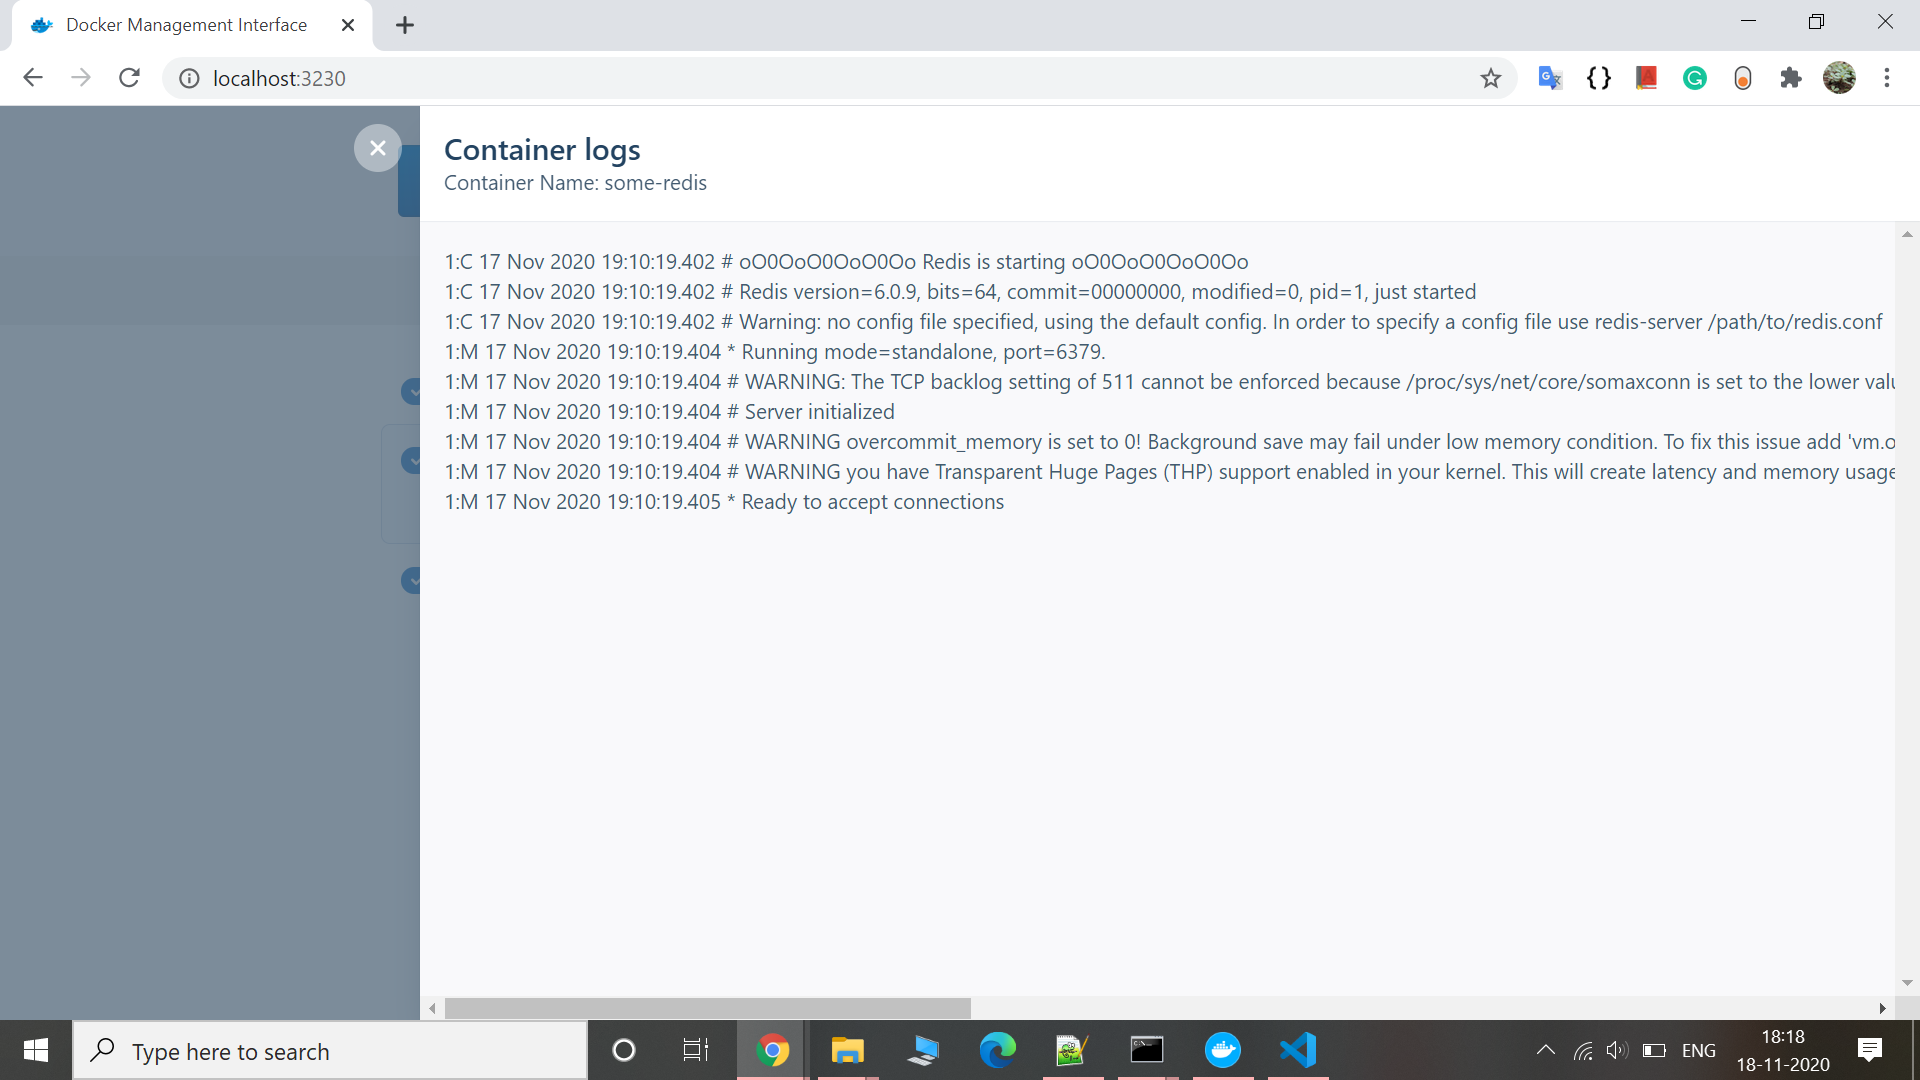 Docker Management Interface
localhost:3230
Container logs
Container Name: some-redis
1:C 17 Nov 2020 19:10:19.402 # oO0OoO0OoO0Oo Redis is starting oO0OoO0OoO0Oo
1:C 17 Nov 2020 19:10:19.402 # Redis version=6.0.9, bits=64, commit=00000000, modified=0, pid=1, just started
1:C 17 Nov 2020 19:10:19.402 # Warning: no config file specified, using the default config. In order to specify a config file use redis-server /path/to/redis.conf
1:M 17 Nov 2020 19:10:19.404 * Running mode=standalone, port=6379.
1:M 17 Nov 2020 19:10:19.404 # WARNING: The TCP backlog setting of 511 cannot be enforced because /proc/sys/net/core/somaxconn is set to the lower valu
1:M 17 Nov 2020 19:10:19.404 # Server initialized
1:M 17 Nov 2020 19:10:19.404 # WARNING overcommit_memory is set to 0! Background save may fail under low memory condition. To fix this issue add 'vm.o
1:M 17 Nov 2020 19:10:19.404 # WARNING you have Transparent Huge Pages (THP) support enabled in your kernel. This will create latency and memory usage
1:M 17 Nov 2020 19:10:19.405 * Ready to accept connections
Type here to search
ENG
18:18
18-11-2020